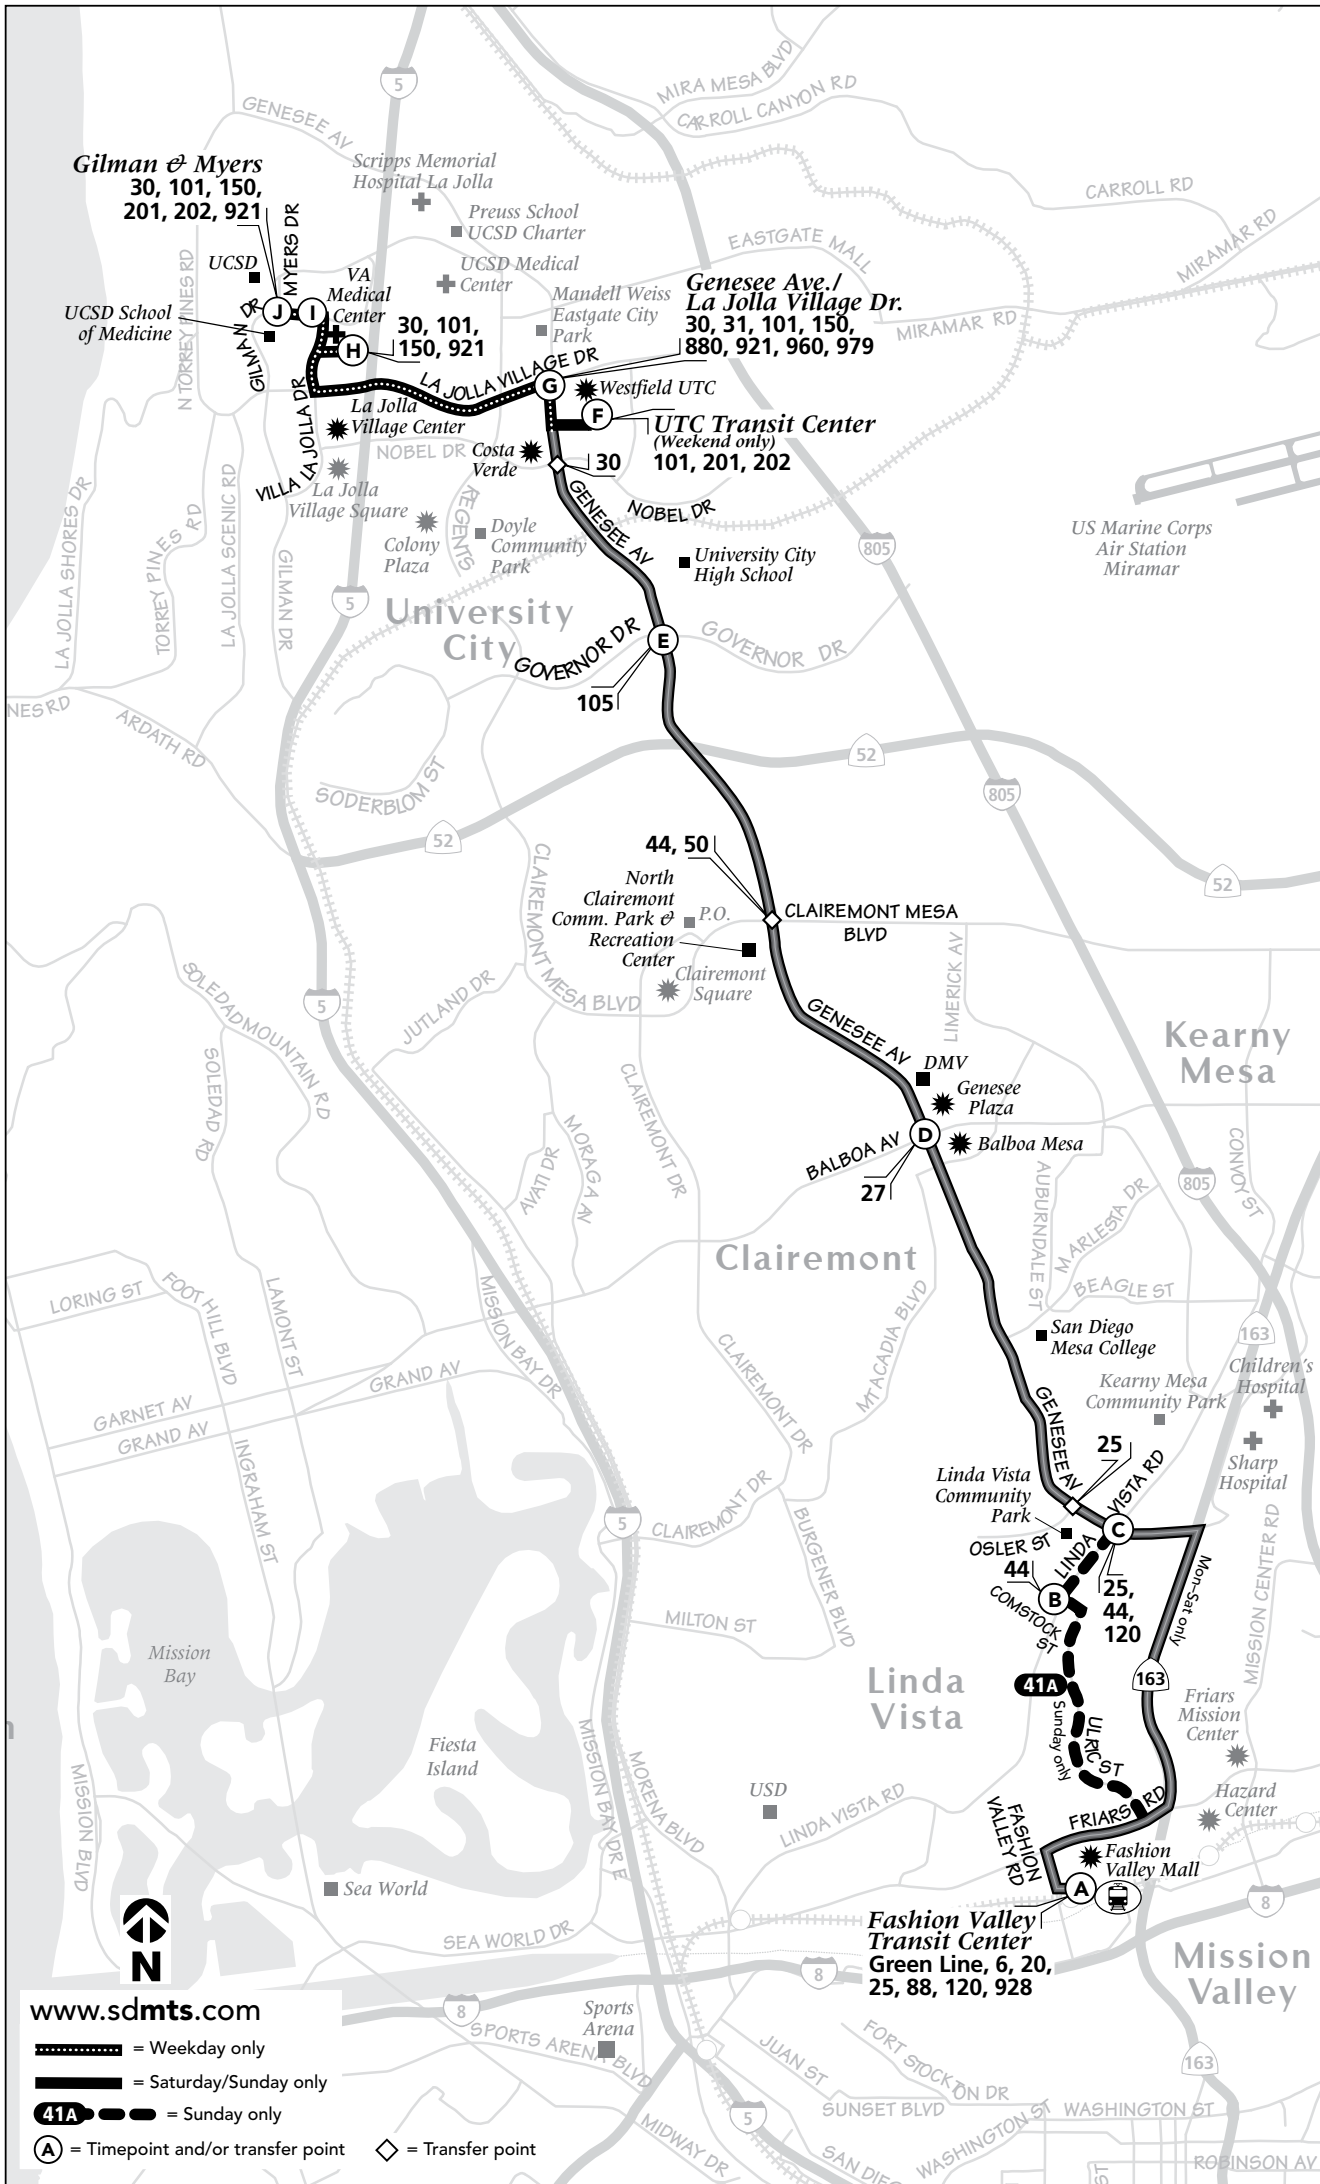 MIRA MESA BLVD
CARROLL CANYON RD
5
GENESEE AV
Scripps Memorial
Hospital La Jolla
CARROLL RD
MIRAMAR RD
Gilman & Myers
30, 101, 150,
201, 202, 921
Preuss School
UCSD Charter
EASTGATE MALL
UCSD
MYERS DR
VA
Medical
Center
UCSD Medical
Center
Mandell Weiss
Eastgate City
Park
Genesee Ave./
La Jolla Village Dr.
30, 31, 101, 150,
880, 921, 960, 979
MIRAMAR RD
N TORREY PINES RD
UCSD School
of Medicine
GILMAN DR
J
I
H
30, 101,
150, 921
LA JOLLA VILLAGE DR
G
Westfield UTC
F
UTC Transit Center
(Weekend only)
101, 201, 202
La Jolla
Village Center
VILLA LA JOLLA DR
NOBEL DR
Costa
Verde
30
La Jolla
Village Square
REGENTS
Colony
Plaza
Doyle
Community
Park
GENESEE AV
NOBEL DR
University City
High School
805
US Marine Corps
Air Station
Miramar
LA JOLLA SHORES DR
TORREY PINES RD
LA JOLLA SCENIC RD
GILMAN DR
5
University
City
GOVERNOR DR
E
GOVERNOR DR
105
NES RD
ARDATH RD
SODERBLOM ST
52
52
805
52
44, 50
North
Clairemont
Comm. Park &
Recreation
Center
P.O.
CLAIREMONT MESA
BLVD
Clairemont
Square
CLAIREMONT MESA BLVD
LIMERICK AV
SOLEDAD MOUNTAIN RD
5
JUTLAND DR
GENESEE AV
Kearny
Mesa
SOLEDAD RD
CLAIREMONT DR
DMV
Genesee
Plaza
D
BALBOA AV
Balboa Mesa
27
AVATI DR
MORAGA AV
AUBURNDALE ST
MARLESTA DR
CONVOY ST
805
Clairemont
BEAGLE ST
LORING ST
FOOT HILL BLVD
LAMONT ST
MISSION BAY DR
MT ACADIA BLVD
San Diego
Mesa College
163
Children's
Hospital
CLAIREMONT DR
GRAND AV
GARNET AV
GRAND AV
INGRAHAM ST
Kearny Mesa
Community Park
GENESEE AV
25
VISTA RD
Sharp
Hospital
Linda Vista
Community
Park
C
5
CLAIREMONT DR
BURGENER BLVD
OSLER ST
LINDA
44
B
25,
44,
120
COMSTOCK
ST
Mon-Sat only
MISSION CENTER RD
MILTON ST
Mission
Bay
Linda
Vista
41A
Sunday only
ULRIC ST
163
Friars
Mission
Center
Fiesta
Island
MISSION BLVD
MISSION BAY DR E
MORENA BLVD
USD
LINDA VISTA RD
FASHION
VALLEY RD
FRIARS RD
Hazard
Center
Fashion
Valley Mall
A
Sea World
8
N
SEA WORLD DR
Fashion Valley
Transit Center
Green Line, 6, 20,
25, 88, 120, 928
8
Mission
Valley
www.sdmts.com
8
Sports
Arena
SPORTS ARENA BLVD
JUAN ST
FORT STOCKTON DR
163
= Weekday only
= Saturday/Sunday only
41A = Sunday only
A = Timepoint and/or transfer point
= Transfer point
5
SUNSET BLVD
WASHINGTON ST
WASHINGTON ST
MIDWAY DR
SAN DIEG
ST
ROBINSON AV